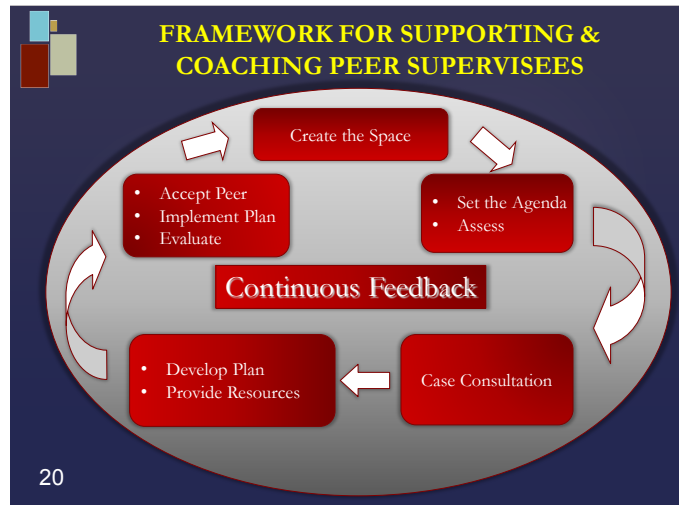 FRAMEWORK FOR SUPPORTING &
COACHING PEER SUPERVISEES
Create the Space
• Accept Peer
• Implement Plan
• Evaluate
• Set the Agenda
• Assess
Continuous Feedback
• Develop Plan
• Provide Resources
Case Consultation
20